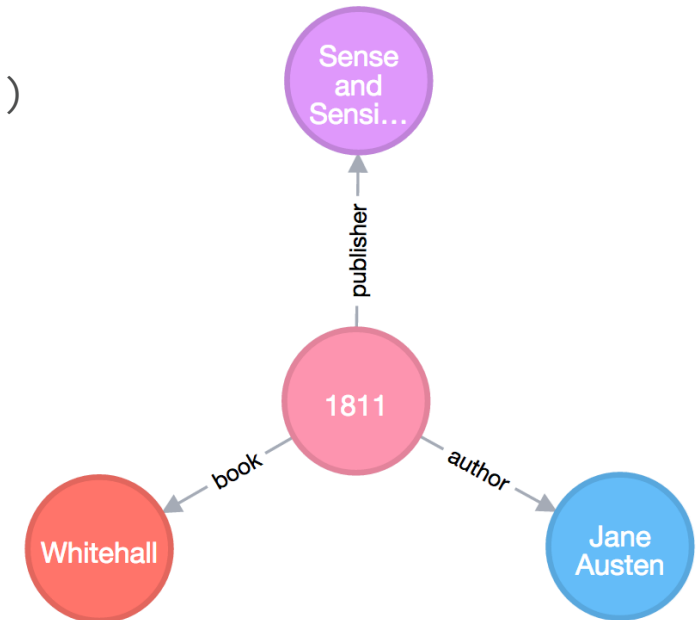 Sense
and
Sensi...
)
publisher
1811
book
author
Whitehall
Jane
Austen